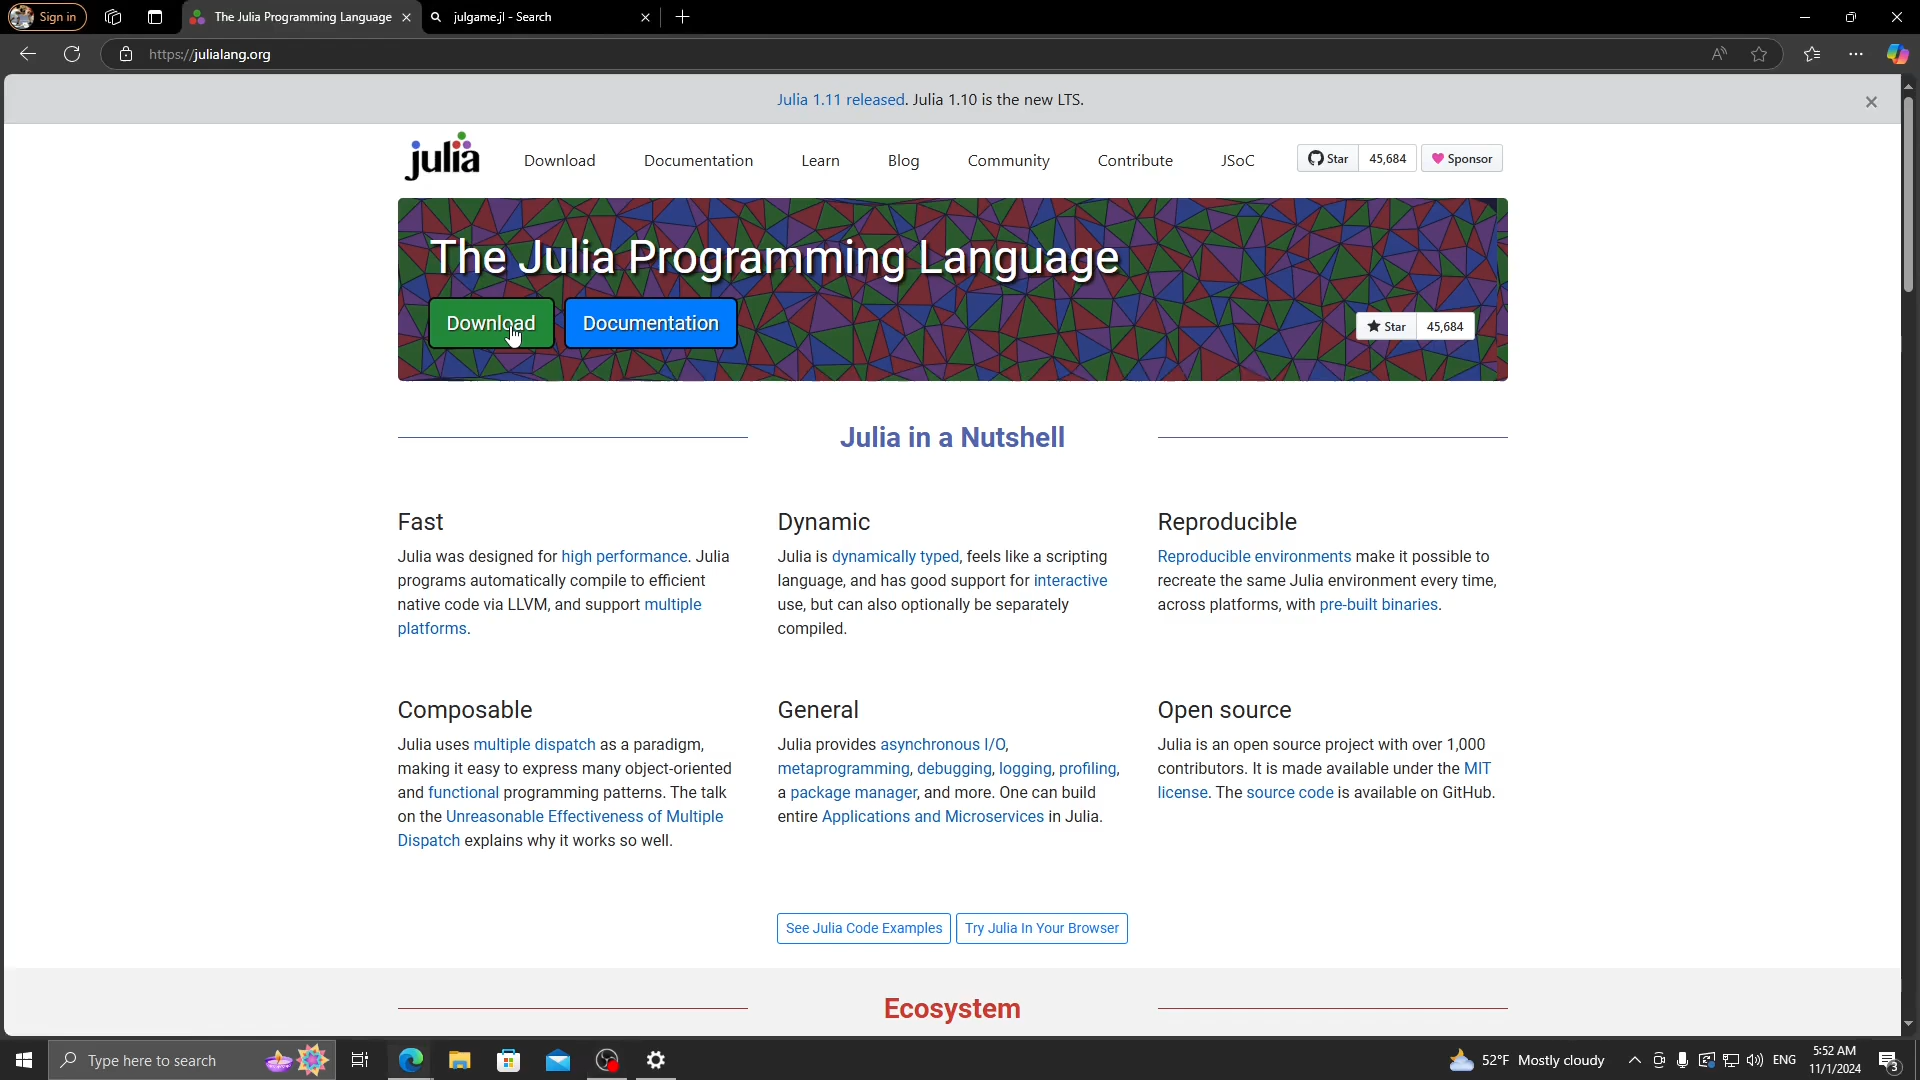 Sign in
The Julia Programming Language
julgame.jl - Search
https://julialang.org
Julia 1.11 released. Julia 1.10 is the new LTS.
julia
Download
Documentation
Learn
Blog
Community
Contribute
JSoC
Star 45,684
Sponsor
The Julia Programming Language
Download
Documentation
Star 45,684
Julia in a Nutshell
Fast
Julia was designed for high performance. Julia
programs automatically compile to efficient
native code via LLVM, and support multiple
platforms.
Dynamic
Julia is dynamically typed, feels like a scripting
language, and has good support for interactive
use, but can also optionally be separately
compiled.
Reproducible
Reproducible environments make it possible to
recreate the same Julia environment every time,
across platforms, with pre-built binaries.
Composable
Julia uses multiple dispatch as a paradigm,
making it easy to express many object-oriented
and functional programming patterns. The talk
on the Unreasonable Effectiveness of Multiple
Dispatch explains why it works so well.
General
Julia provides asynchronous I/O,
metaprogramming, debugging, logging, profiling,
a package manager, and more. One can build
entire Applications and Microservices in Julia.
Open source
Julia is an open source project with over 1,000
contributors. It is made available under the MIT
license. The source code is available on GitHub.
See Julia Code Examples
Try Julia In Your Browser
Ecosystem
Type here to search
52°F Mostly cloudy
ENG
5:52 AM
11/1/2024
3